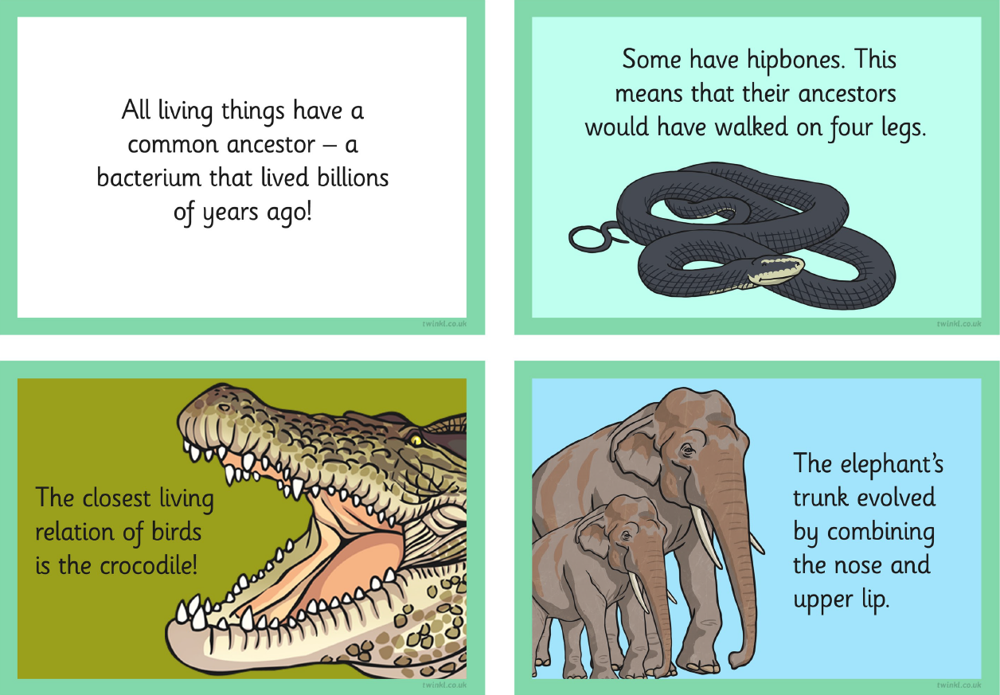 All living things have a
common ancestor – a
bacterium that lived billions
of years ago!
twinkl.co.uk
Some have hipbones. This
means that their ancestors
would have walked on four legs.
twinkl.co.uk
The closest living
relation of birds
is the crocodile!
twinkl.co.uk
The elephant’s
trunk evolved
by combining
the nose and
upper lip.
twinkl.co.uk